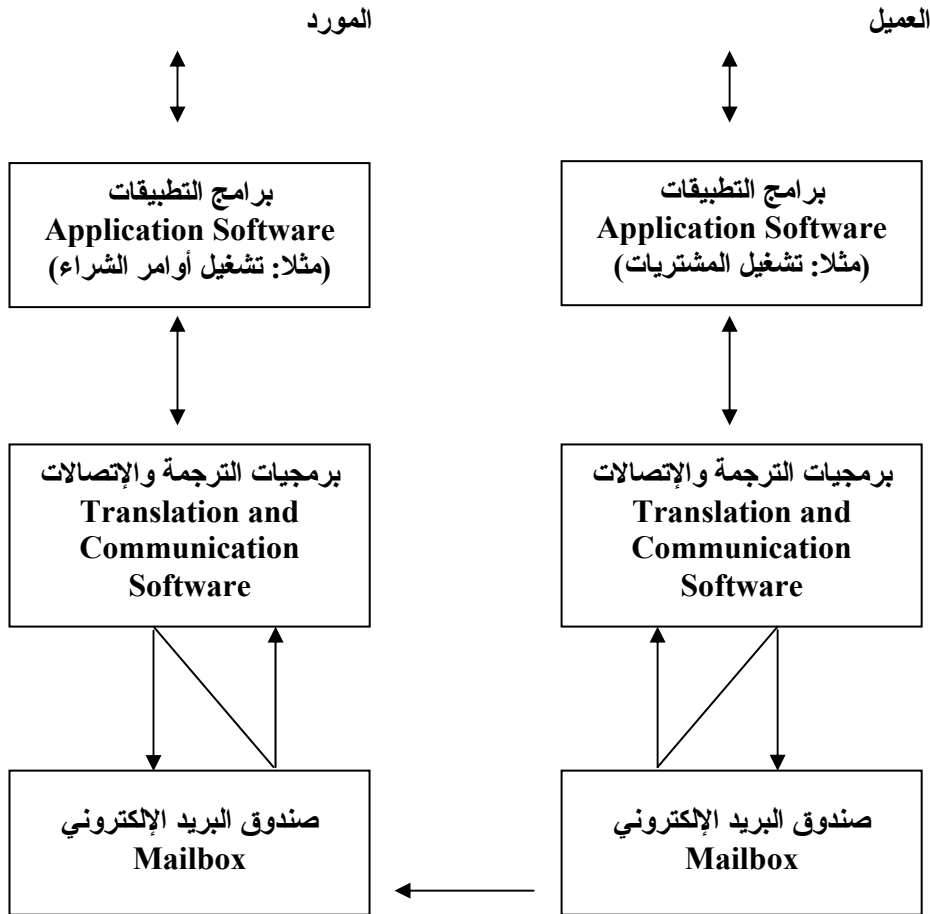 العميل
المورد
برامج التطبيقات
Application Software
(مثلا: تشغيل المشتريات)
برامج التطبيقات
Application Software
(مثلا: تشغيل أوامر الشراء)
برمجيات الترجمة والإتصالات
Translation and
Communication
Software
برمجيات الترجمة والإتصالات
Translation and
Communication
Software
صندوق البريد الإلكتروني
Mailbox
صندوق البريد الإلكتروني
Mailbox